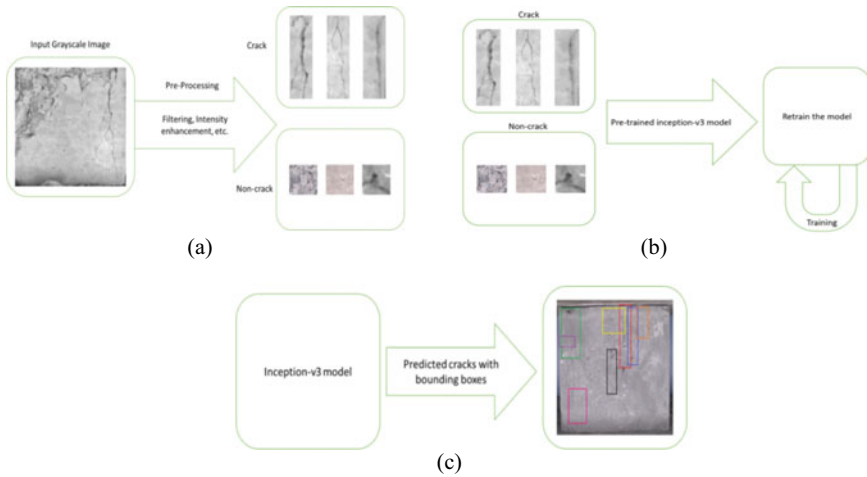 Input Grayscale Image
Pre-Processing
Filtering, Intensity
enhancement, etc.
Crack
Non-crack
(a)
Crack
Non-crack
Pre-trained inception-v3 model
Retrain the model
Training
(b)
Inception-v3 model
Predicted cracks with
bounding boxes
(c)